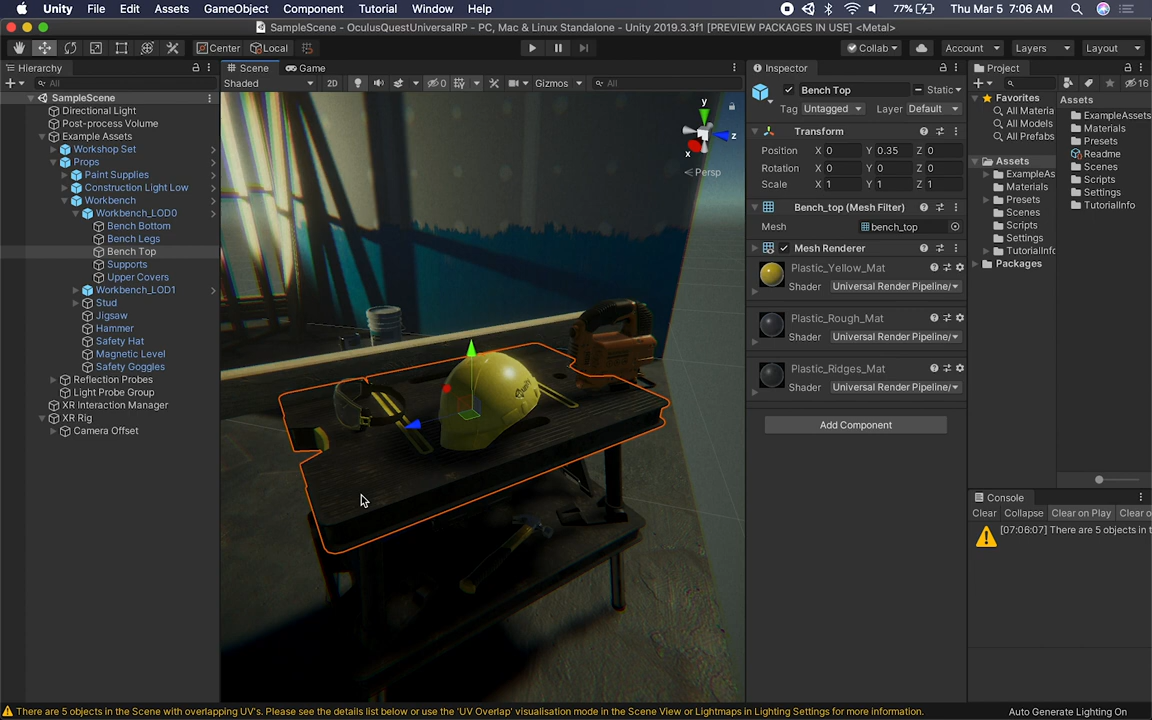 Unity File Edit Assets GameObject Component Tutorial Window Help 77% Thu Mar 5 7:06 AM
SampleScene - OculusQuestUniversalRP - PC, Mac & Linux Standalone - Unity 2019.3.3f1 [PREVIEW PACKAGES IN USE] <Metal>
Center Local Collab Account Layers Layout
Hierarchy
All
SampleScene
Directional Light
Post-process Volume
Example Assets
Workshop Set
Props
Paint Supplies
Construction Light Low
Workbench
Workbench_LOD0
Bench Bottom
Bench Legs
Bench Top
Supports
Upper Covers
Workbench_LOD1
Stud
Jigsaw
Hammer
Safety Hat
Magnetic Level
Safety Goggles
Reflection Probes
Light Probe Group
XR Interaction Manager
XR Rig
Camera Offset
Scene Game
Shaded 2D 0 Gizmos All
y
z
x
Persp
Inspector
Bench Top Static
Tag Untagged Layer Default
Transform
Position X 0 Y 0.35 Z 0
Rotation X 0 Y 0 Z 0
Scale X 1 Y 1 Z 1
Bench_top (Mesh Filter)
Mesh bench_top
Mesh Renderer
Plastic_Yellow_Mat
Shader Universal Render Pipeline/
Plastic_Rough_Mat
Shader Universal Render Pipeline/
Plastic_Ridges_Mat
Shader Universal Render Pipeline/
Add Component
Project
16
Favorites
All Materia
All Models
All Prefabs
Assets
ExampleAs
Materials
Presets
Scenes
Scripts
Settings
TutorialInfo
Packages
Assets
ExampleAssets
Materials
Presets
Readme
Scenes
Scripts
Settings
TutorialInfo
Console
Clear Collapse Clear on Play Clear o
[07:06:07] There are 5 objects in t
There are 5 objects in the Scene with overlapping UV's. Please see the details list below or use the 'UV Overlap' visualisation mode in the Scene View or Lightmaps in Lighting Settings for more information.
Auto Generate Lighting On